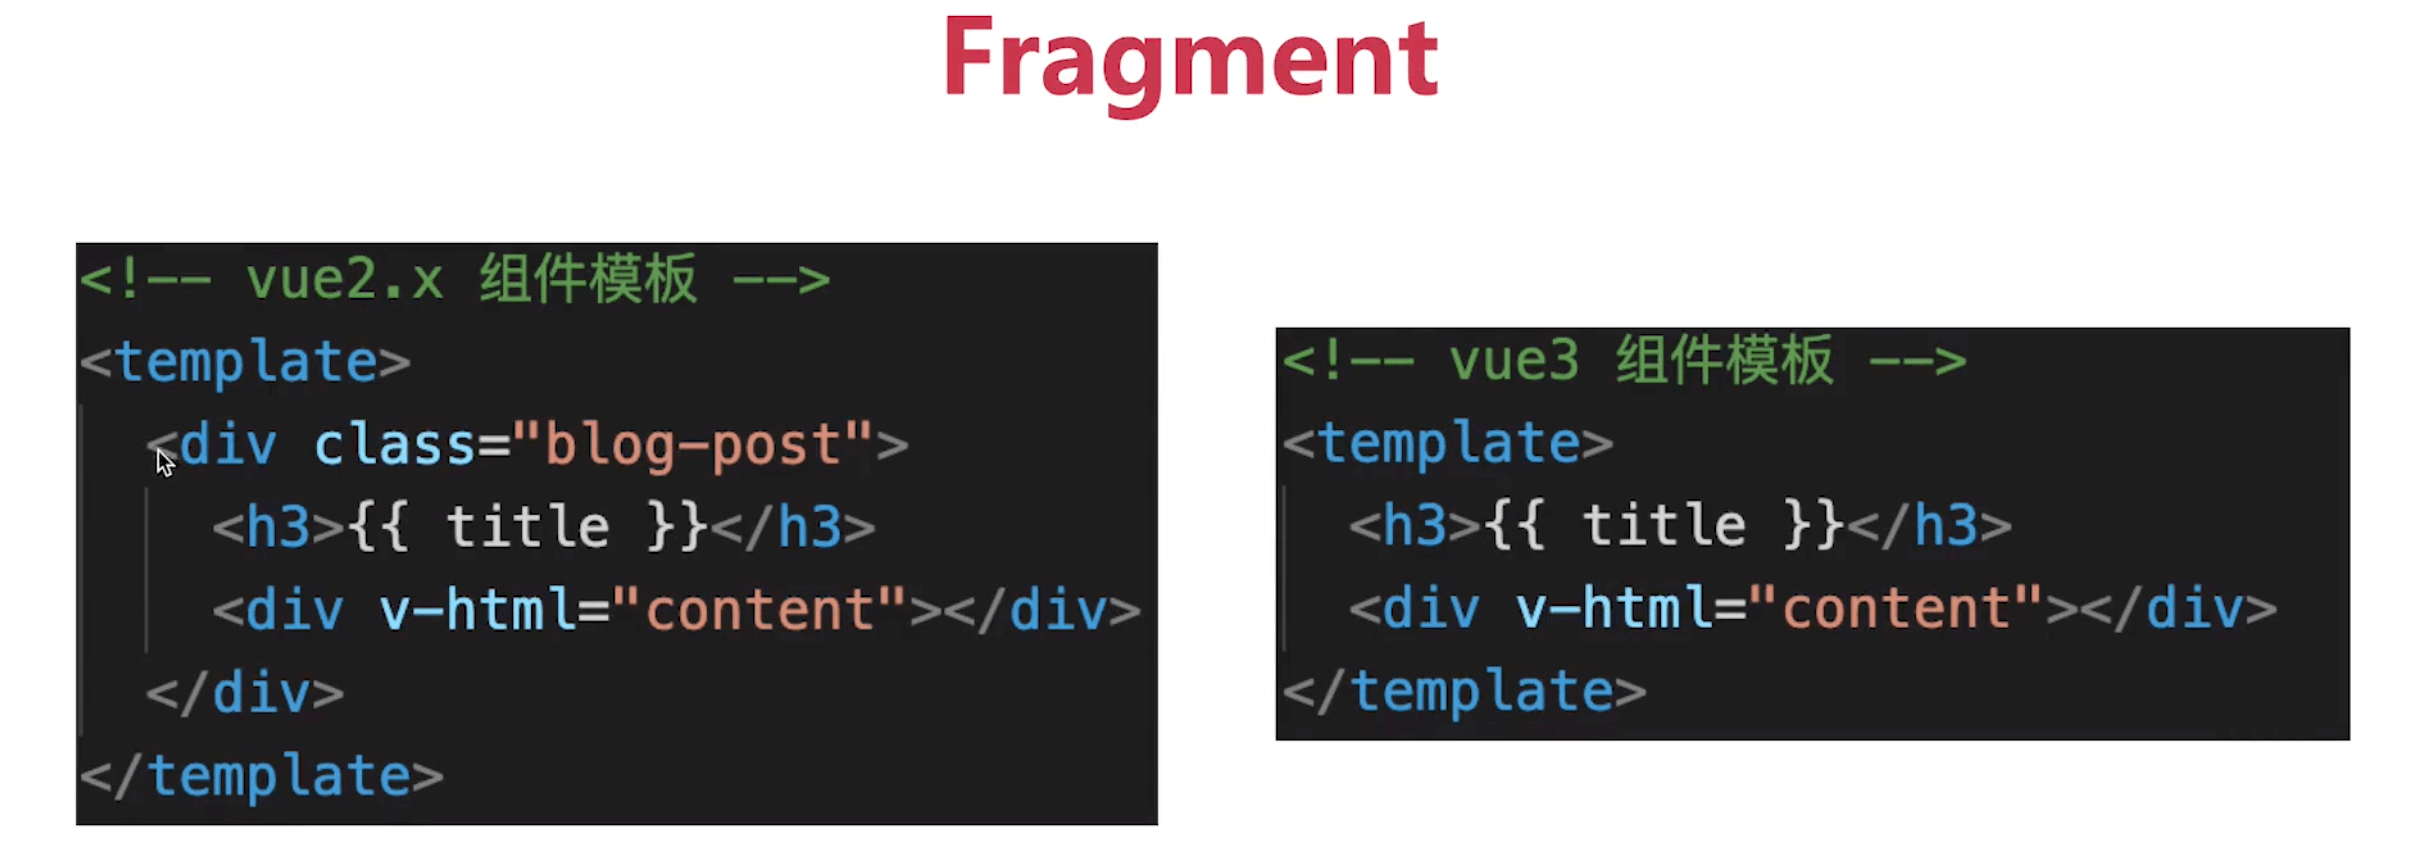 Fragment
<!-- vue2.x 组件模板 -->
<template>
<div class="blog-post">
<h3>{{ title }}</h3>
<div v-html="content"></div>
</div>
</template>
<!-- vue3 组件模板 -->
<template>
<h3>{{ title }}</h3>
<div v-html="content"></div>
</template>